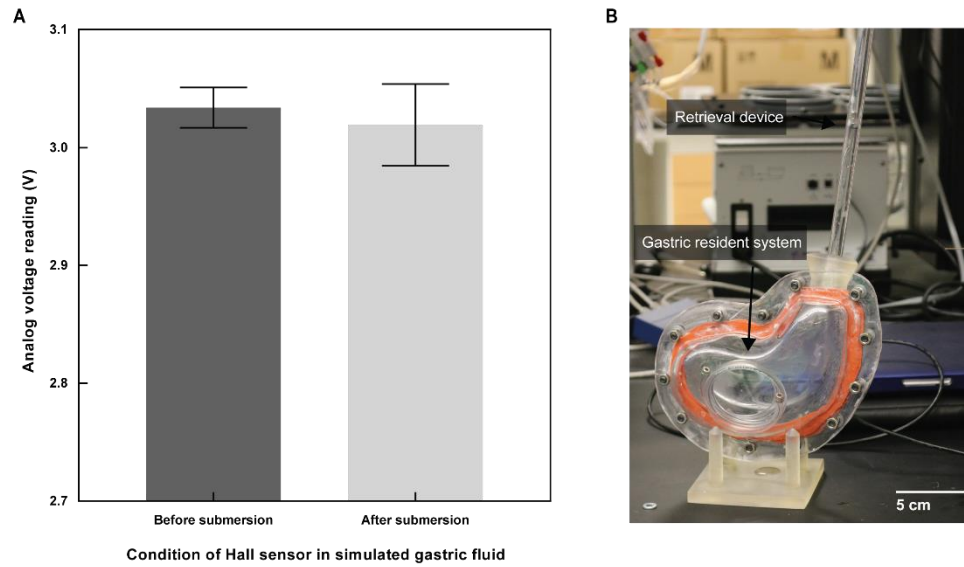 A
3.1
3.0
2.9
2.8
2.7
Analog voltage reading (V)
Before submersion
After submersion
Condition of Hall sensor in simulated gastric fluid
B
Retrieval device
Gastric resident system
5 cm